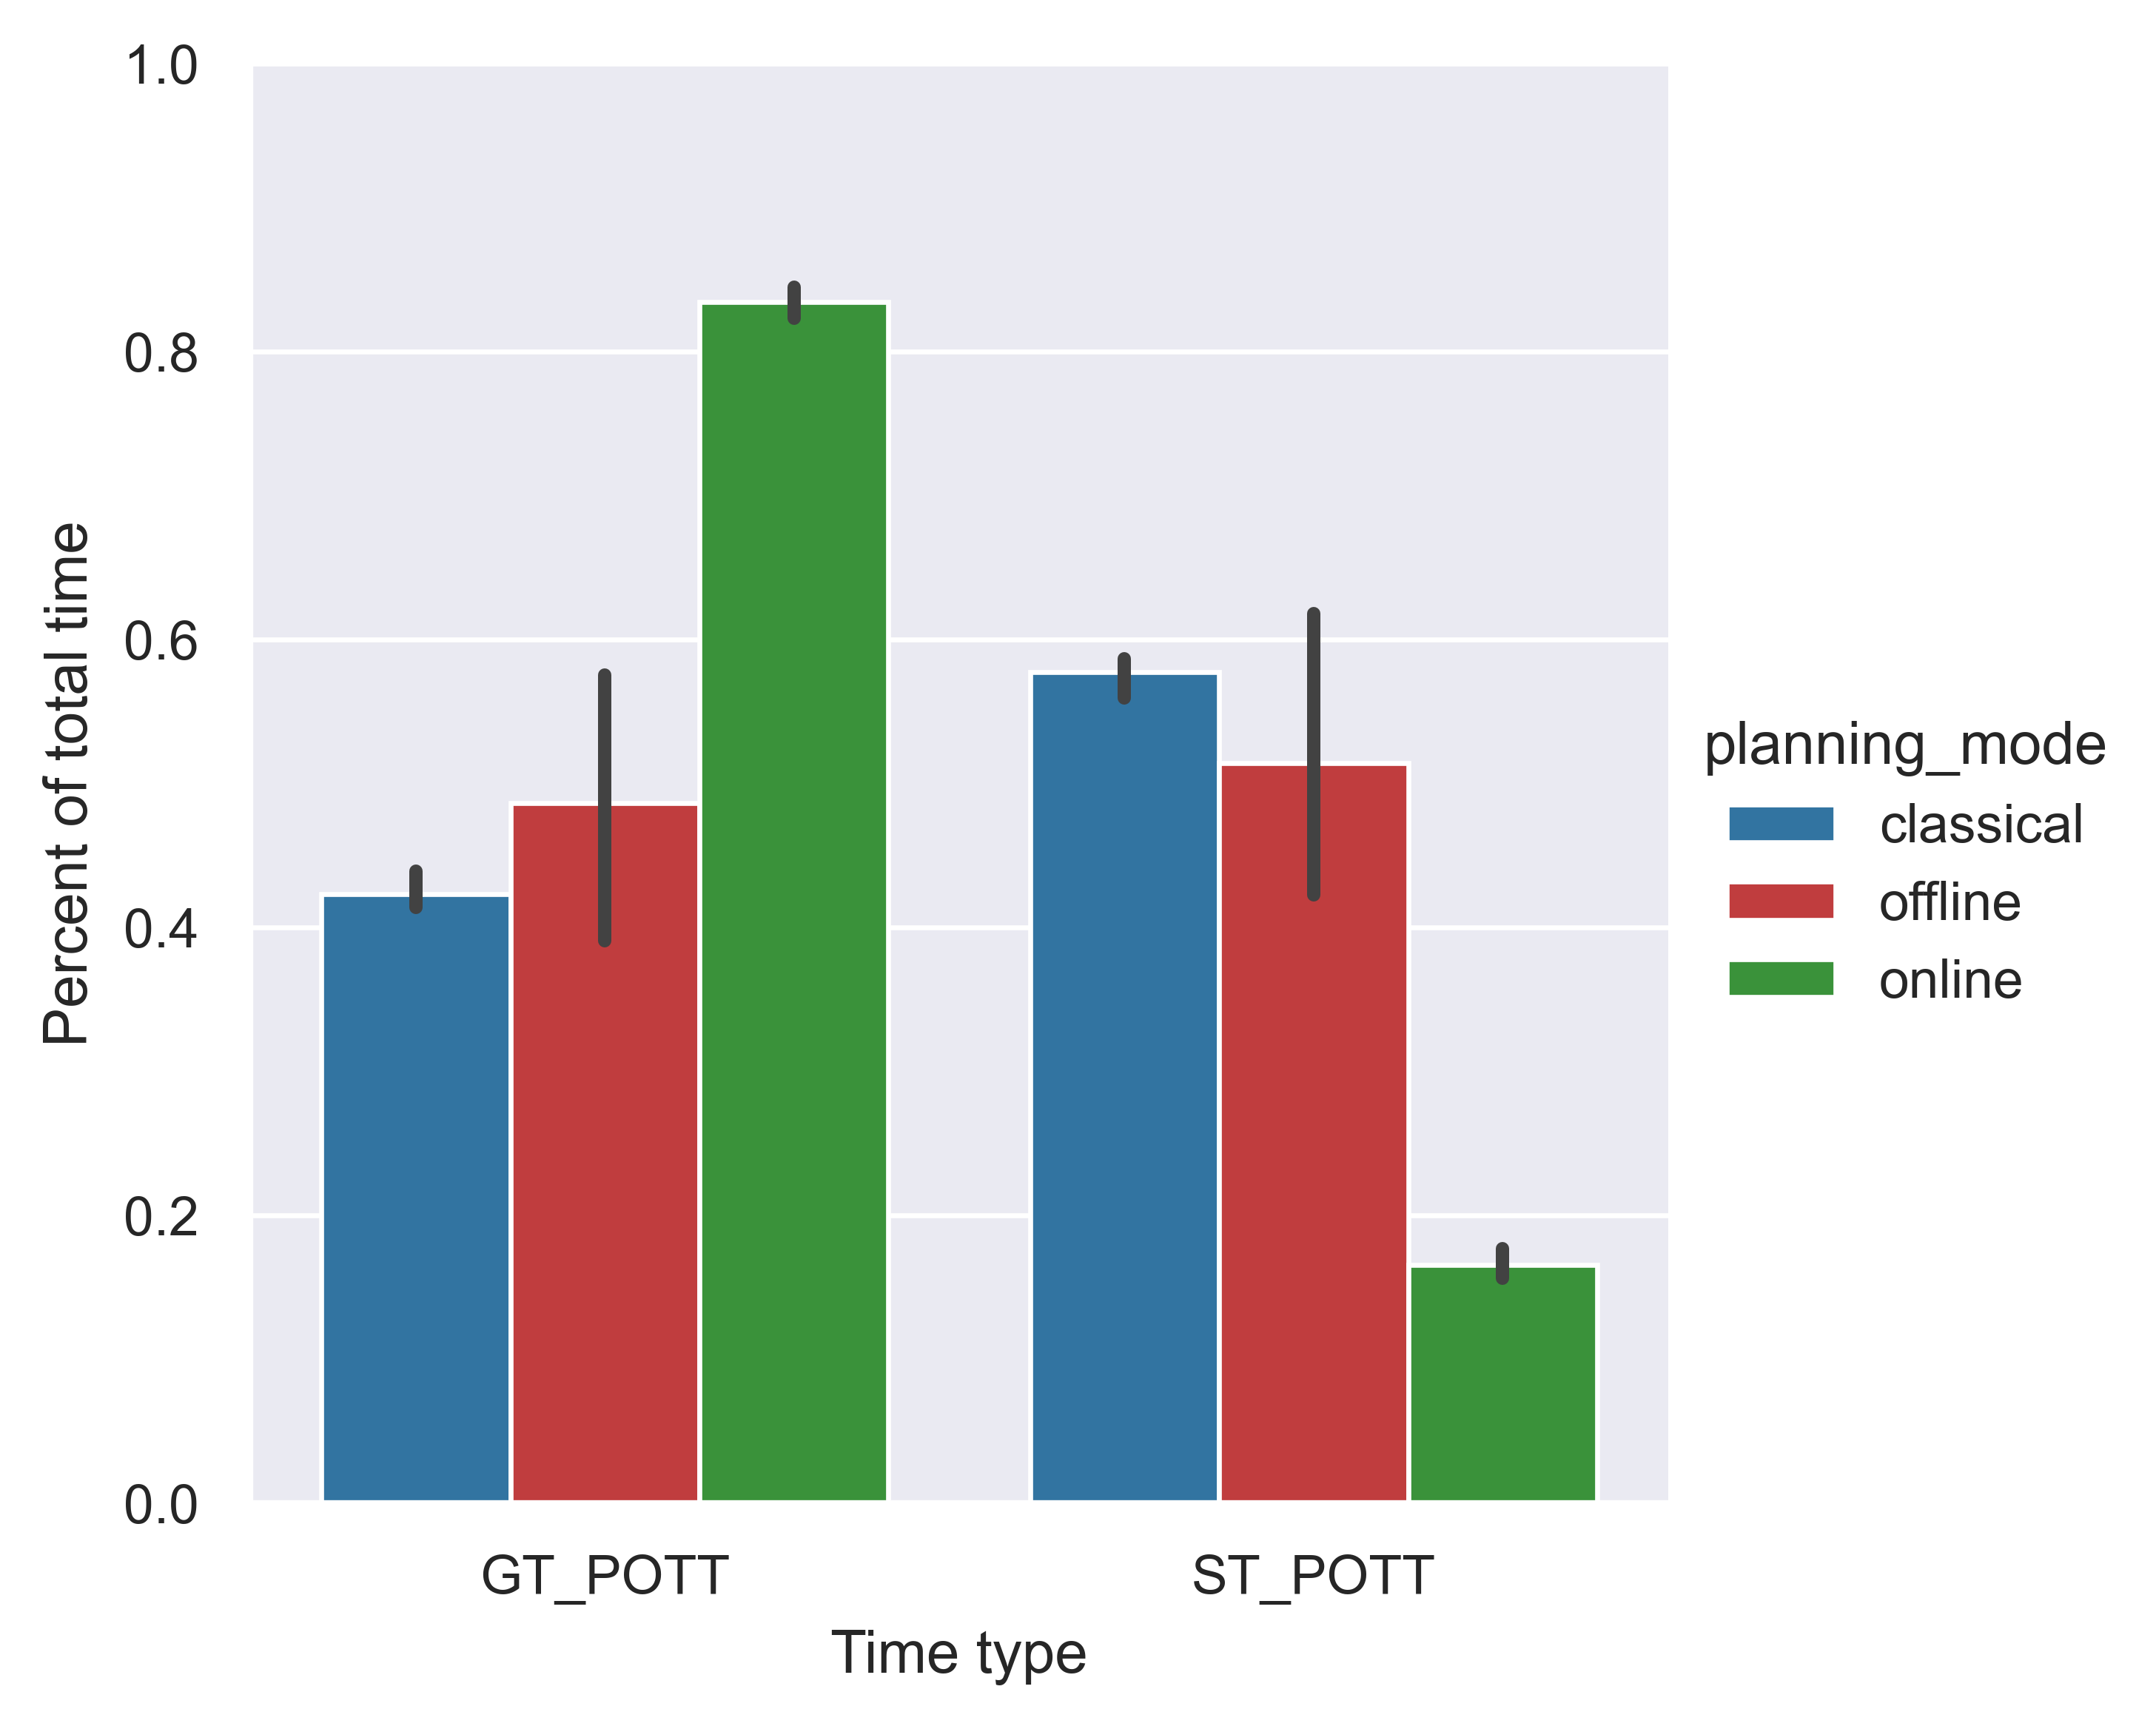 Percent of total time
1.0
0.8
0.6
0.4
0.2
0.0
GT_POTT
ST_POTT
Time type
planning_mode
classical
offline
online